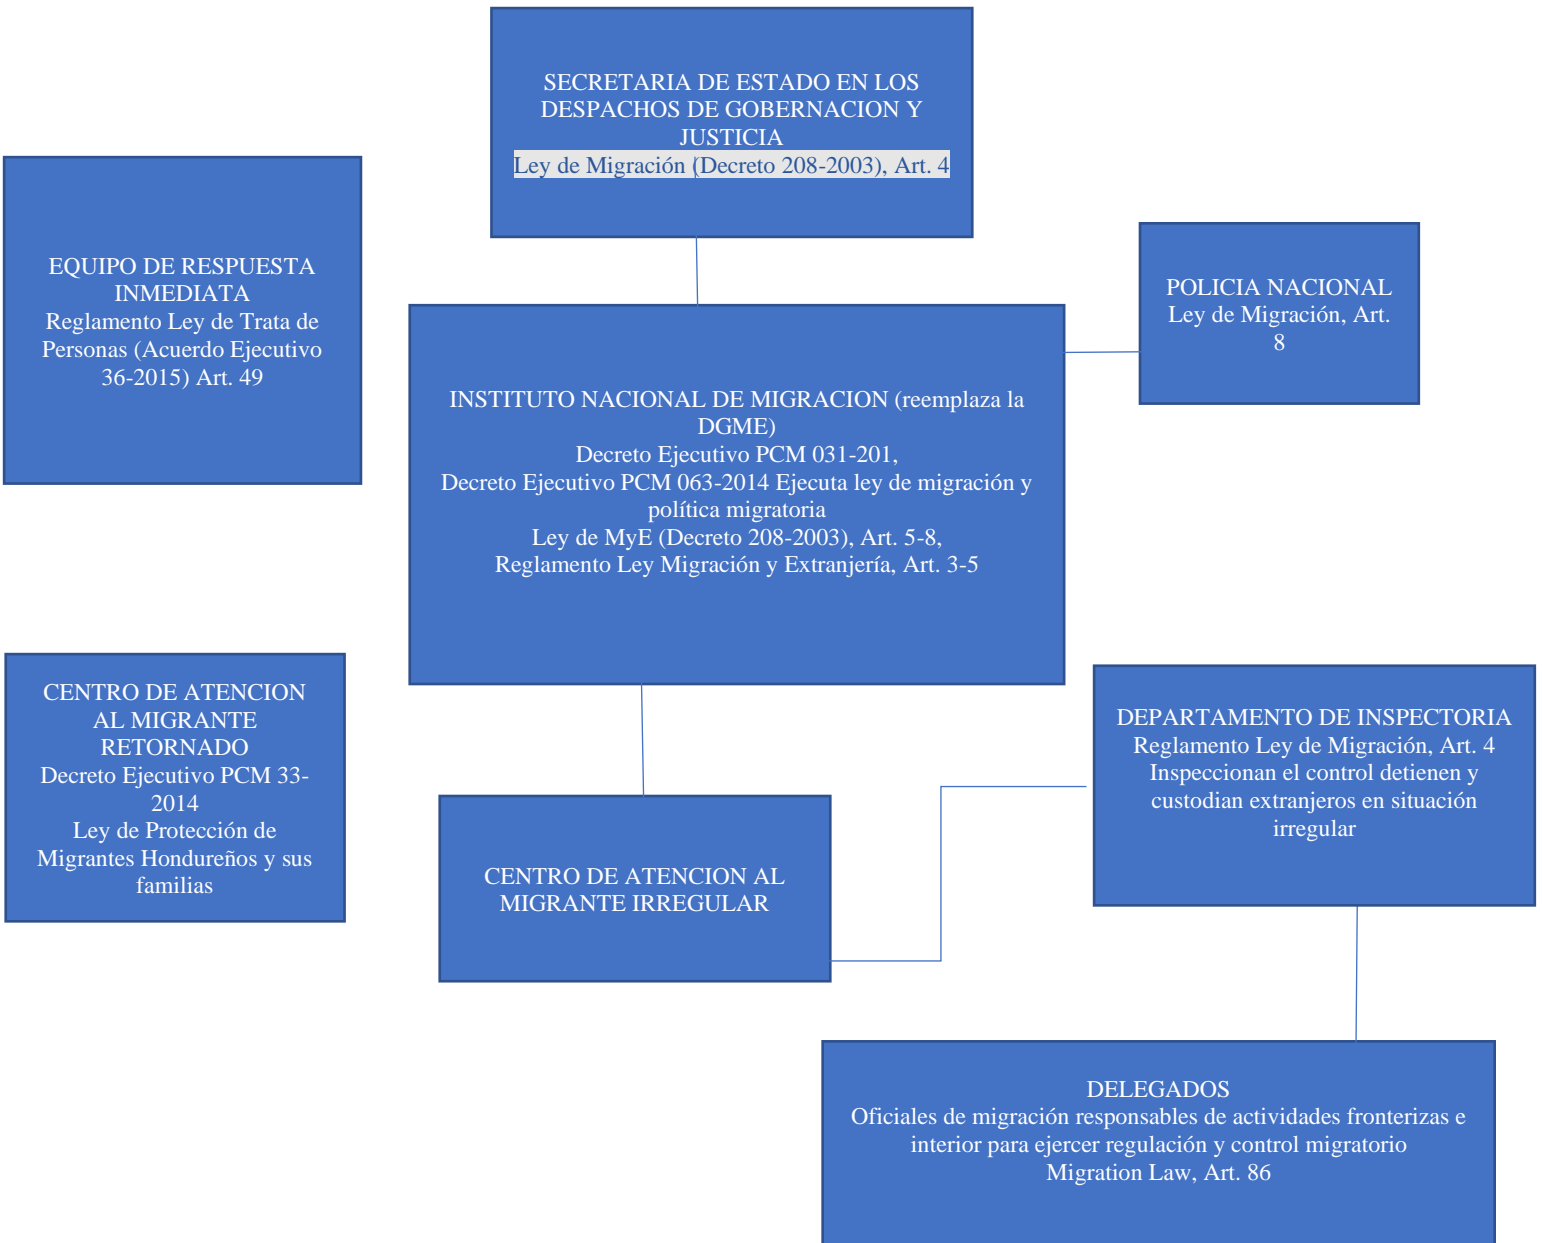 SECRETARIA DE ESTADO EN LOS
DESPACHOS DE GOBERNACION Y
JUSTICIA
Ley de Migración (Decreto 208-2003), Art. 4
EQUIPO DE RESPUESTA
INMEDIATA
Reglamento Ley de Trata de
Personas (Acuerdo Ejecutivo
36-2015) Art. 49
POLICIA NACIONAL
Ley de Migración, Art.
8
INSTITUTO NACIONAL DE MIGRACION (reemplaza la
DGME)
Decreto Ejecutivo PCM 031-201,
Decreto Ejecutivo PCM 063-2014 Ejecuta ley de migración y
política migratoria
Ley de MyE (Decreto 208-2003), Art. 5-8,
Reglamento Ley Migración y Extranjería, Art. 3-5
CENTRO DE ATENCION
AL MIGRANTE
RETORNADO
Decreto Ejecutivo PCM 33-
2014
Ley de Protección de
Migrantes Hondureños y sus
familias
DEPARTAMENTO DE INSPECTORIA
Reglamento Ley de Migración, Art. 4
Inspeccionan el control detienen y
custodian extranjeros en situación
irregular
CENTRO DE ATENCION AL
MIGRANTE IRREGULAR
DELEGADOS
Oficiales de migración responsables de actividades fronterizas e
interior para ejercer regulación y control migratorio
Migration Law, Art. 86